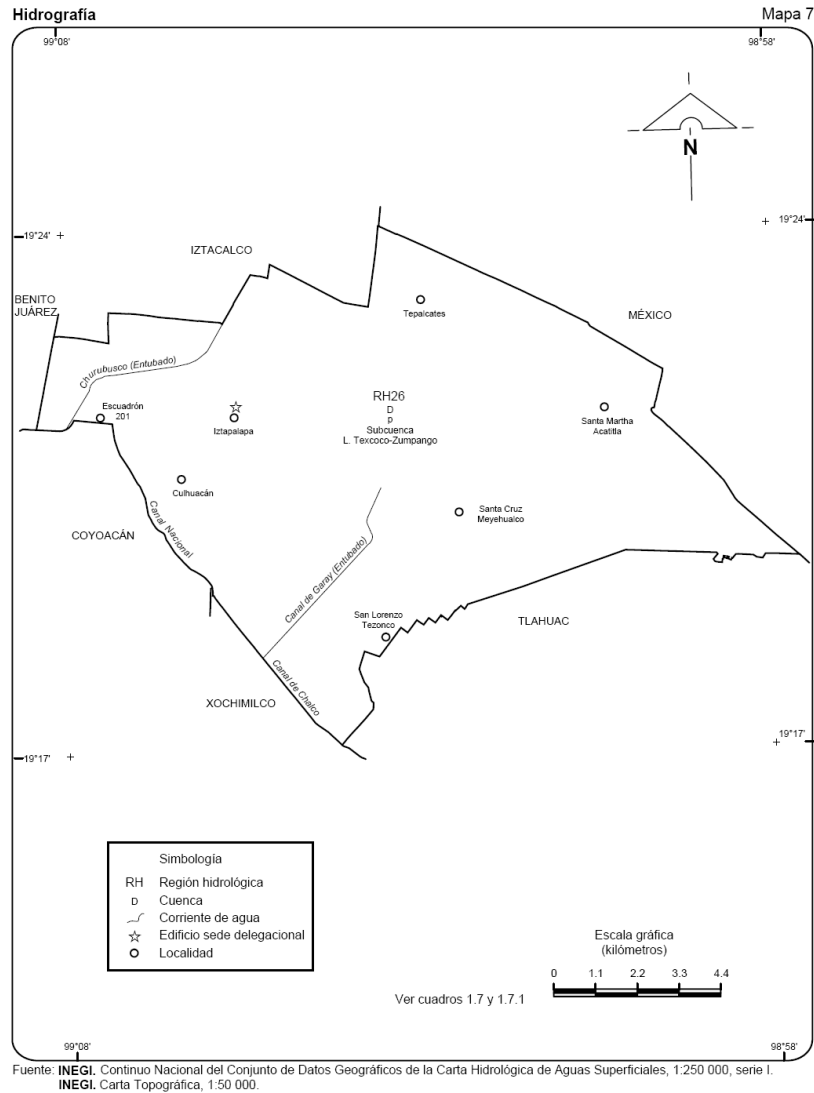 Hidrografía
Mapa 7
99°08'
98°58'
N
19°24'
19°24'
IZTACALCO
BENITO
JUÁREZ
MÉXICO
Tepalcates
Churubusco (Entubado)
RH26
D
p
Subcuenca
L. Texcoco-Zumpango
Escuadrón
201
Iztapalapa
Santa Martha
Acatitla
Culhuacán
Santa Cruz
Meyehualco
COYOACÁN
Canal Nacional
Canal de Garay (Entubado)
San Lorenzo
Tezonco
TLAHUAC
Canal de Chalco
XOCHIMILCO
19°17'
19°17'
Simbología
RH Región hidrológica
D Cuenca
Corriente de agua
Edificio sede delegacional
Localidad
Escala gráfica
(kilómetros)
0 1.1 2.2 3.3 4.4
Ver cuadros 1.7 y 1.7.1
99°08'
98°58'
Fuente: INEGI. Continuo Nacional del Conjunto de Datos Geográficos de la Carta Hidrológica de Aguas Superficiales, 1:250 000, serie I.
INEGI. Carta Topográfica, 1:50 000.